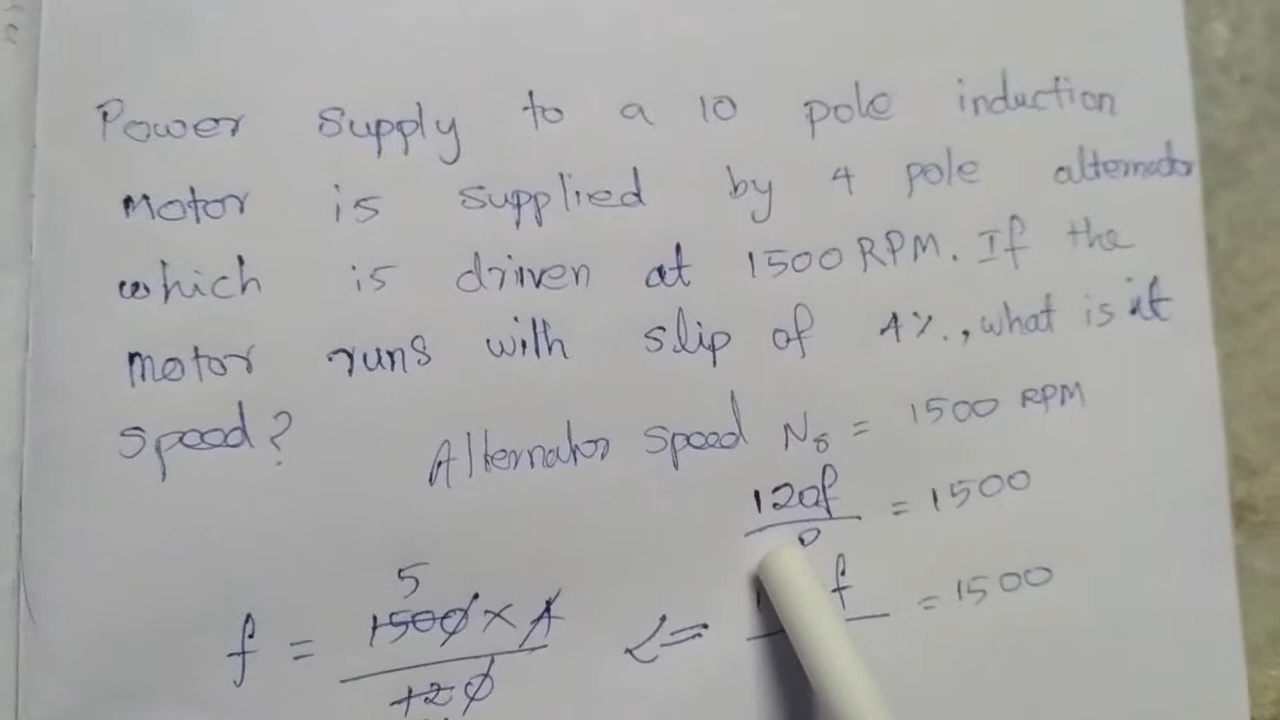 Power supply to a 10 pole induction
motor is supplied by 4 pole alternator
which is driven at 1500 RPM. If the
motor runs with slip of 4%., what is it
speed?
Alternator speed Ns = 1500 RPM
120f / P = 1500
f = 1500 × 4 / 120
5
<= f = 1500